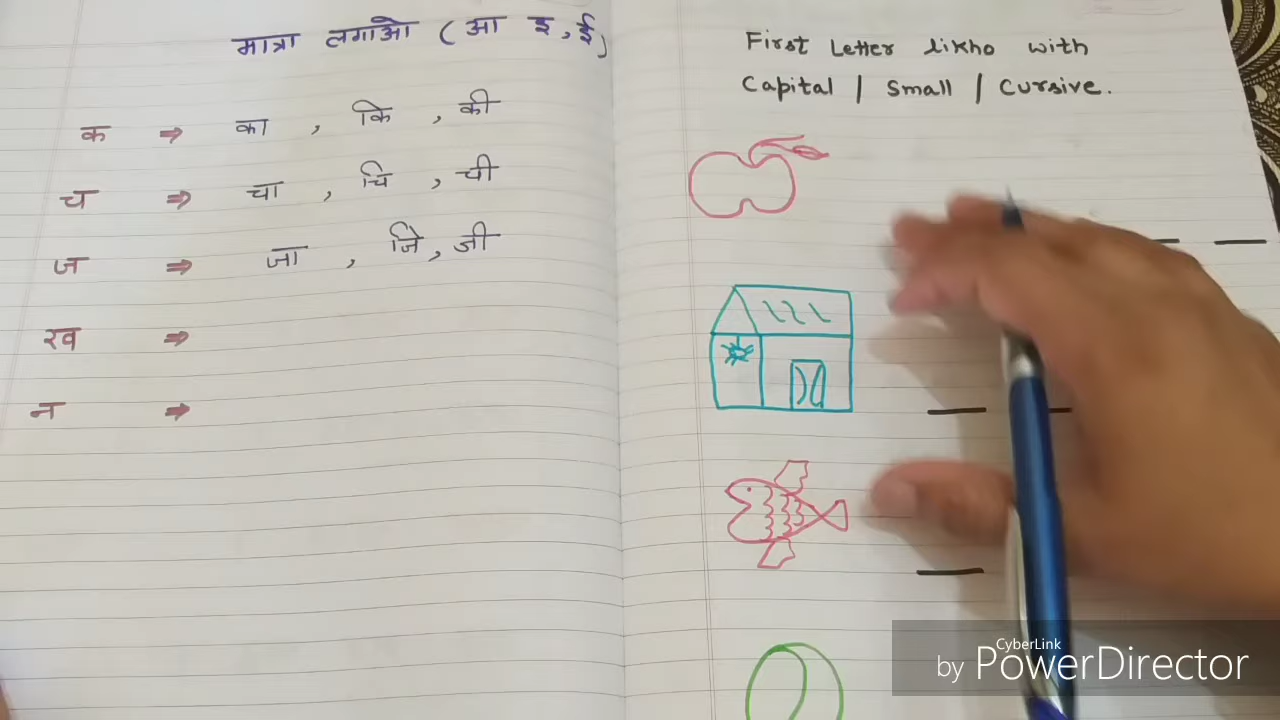 मात्रा लगाओ ( आ इ , ई )
क ⇒ का , कि , की
च ⇒ चा , चि , ची
ज ⇒ जा , जि , जी
ख ⇒
न ⇒
First Letter likho with
Capital / Small / Cursive.
CyberLink
by PowerDirector